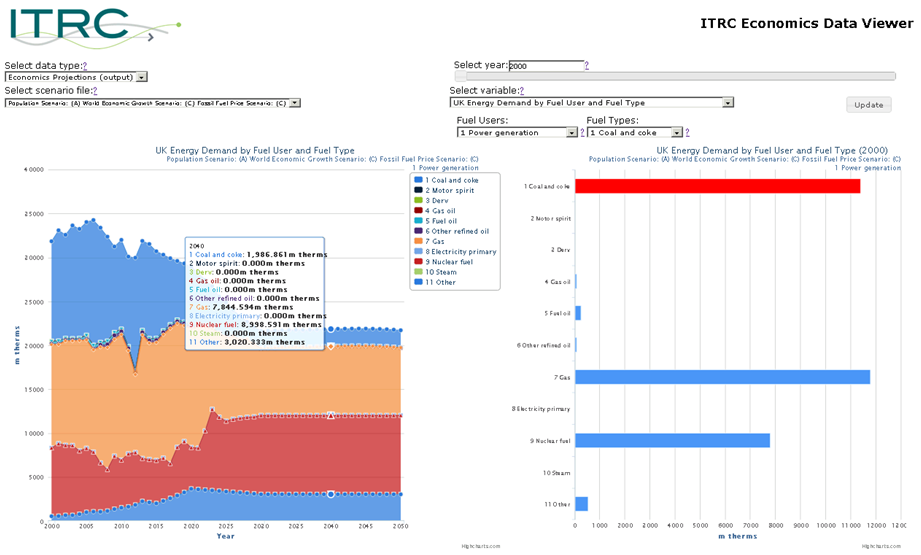 ITRC
ITRC Economics Data Viewer
Select data type:?
Economics Projections (output)
Select scenario file:?
Population Scenario: (A) World Economic Growth Scenario: (C) Fossil Fuel Price Scenario: (C)
Select year: 2000 ?
Select variable:?
UK Energy Demand by Fuel User and Fuel Type
Update
Fuel Users: Fuel Types:
1 Power generation ? 1 Coal and coke ?
UK Energy Demand by Fuel User and Fuel Type
Population Scenario: (A) World Economic Growth Scenario: (C) Fossil Fuel Price Scenario: (C)
1 Power generation
1 Coal and coke
2 Motor spirit
3 Derv
4 Gas oil
5 Fuel oil
6 Other refined oil
7 Gas
8 Electricity primary
9 Nuclear fuel
10 Steam
11 Other
40000
35000
25000
20000
25000
20000
15000
10000
5000
0
m therms
2040
1 Coal and coke: 1,986.861m therms
2 Motor spirit: 0.000m therms
3 Derv: 0.000m therms
4 Gas oil: 0.000m therms
5 Fuel oil: 0.000m therms
6 Other refined oil: 0.000m therms
7 Gas: 7,844.594m therms
8 Electricity primary: 0.000m therms
9 Nuclear fuel: 8,998.591m therms
10 Steam: 0.000m therms
11 Other: 3,020.333m therms
2000 2005 2010 2015 2020 2025 2020 2025 2040 2045 2050
Year
Highcharts.com
UK Energy Demand by Fuel User and Fuel Type (2000)
Population Scenario: (A) World Economic Growth Scenario: (C) Fossil Fuel Price Scenario: (C)
1 Power generation
1 Coal and coke
2 Motor spirit
2 Derv
4 Gas oil
5 Fuel oil
6 Other refined oil
7 Gas
8 Electricity primary
9 Nuclear fuel
10 Steam
11 Other
0 1000 2000 2000 4000 5000 6000 7000 8000 9000 10000 11000 12000 120
m therms
Highcharts.com